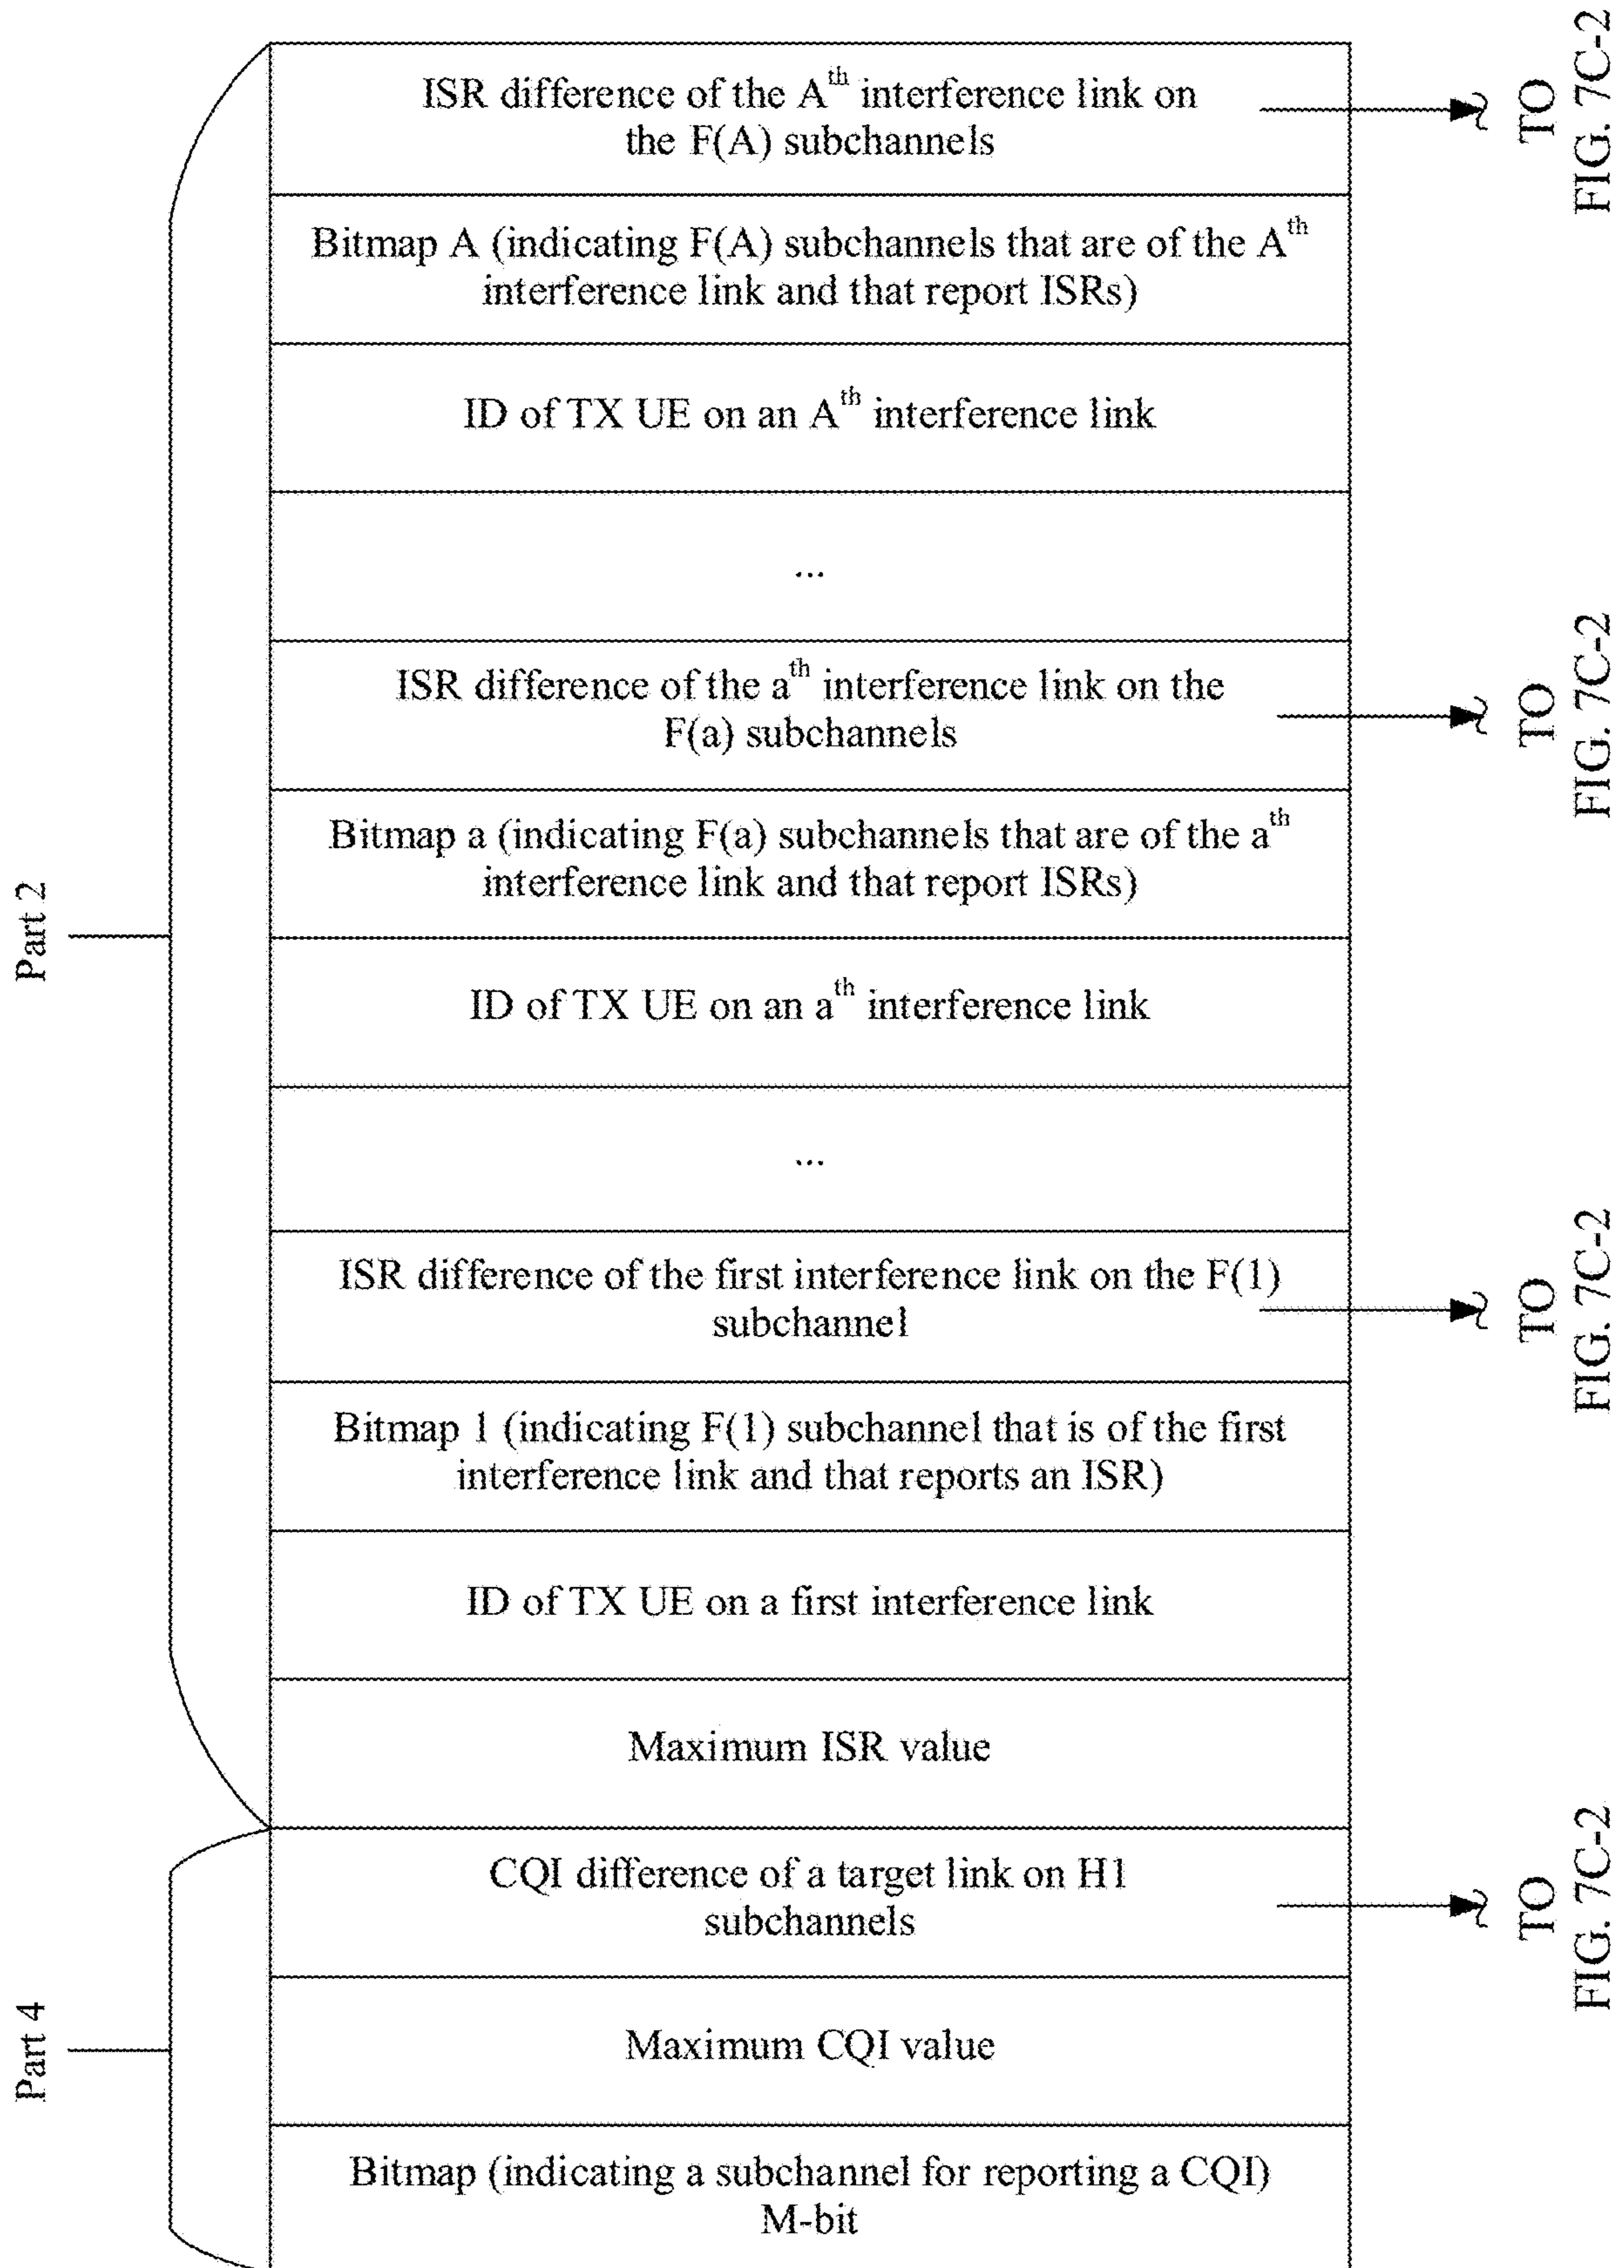 ISR difference of the Ath interference link on
the F(A) subchannels
TO
FIG. 7C-2
Bitmap A (indicating F(A) subchannels that are of the Ath
interference link and that report ISRs)
ID of TX UE on an Ath interference link
...
ISR difference of the ath interference link on the
F(a) subchannels
TO
FIG. 7C-2
Bitmap a (indicating F(a) subchannels that are of the ath
interference link and that report ISRs)
Part 2
ID of TX UE on an ath interference link
...
ISR difference of the first interference link on the F(1)
subchannel
TO
FIG. 7C-2
Bitmap 1 (indicating F(1) subchannel that is of the first
interference link and that reports an ISR)
ID of TX UE on a first interference link
Maximum ISR value
CQI difference of a target link on H1
subchannels
TO
FIG. 7C-2
Part 4
Maximum CQI value
Bitmap (indicating a subchannel for reporting a CQI)
M-bit